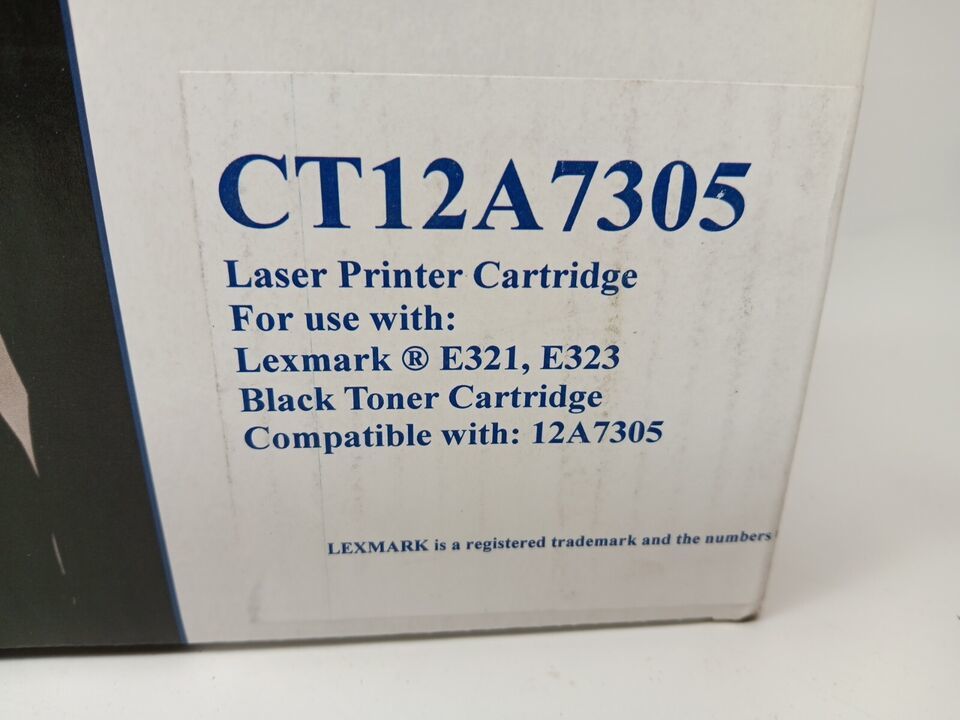 CT12A7305
Laser Printer Cartridge
For use with:
Lexmark ® E321, E323
Black Toner Cartridge
Compatible with: 12A7305
LEXMARK is a registered trademark and the numbers